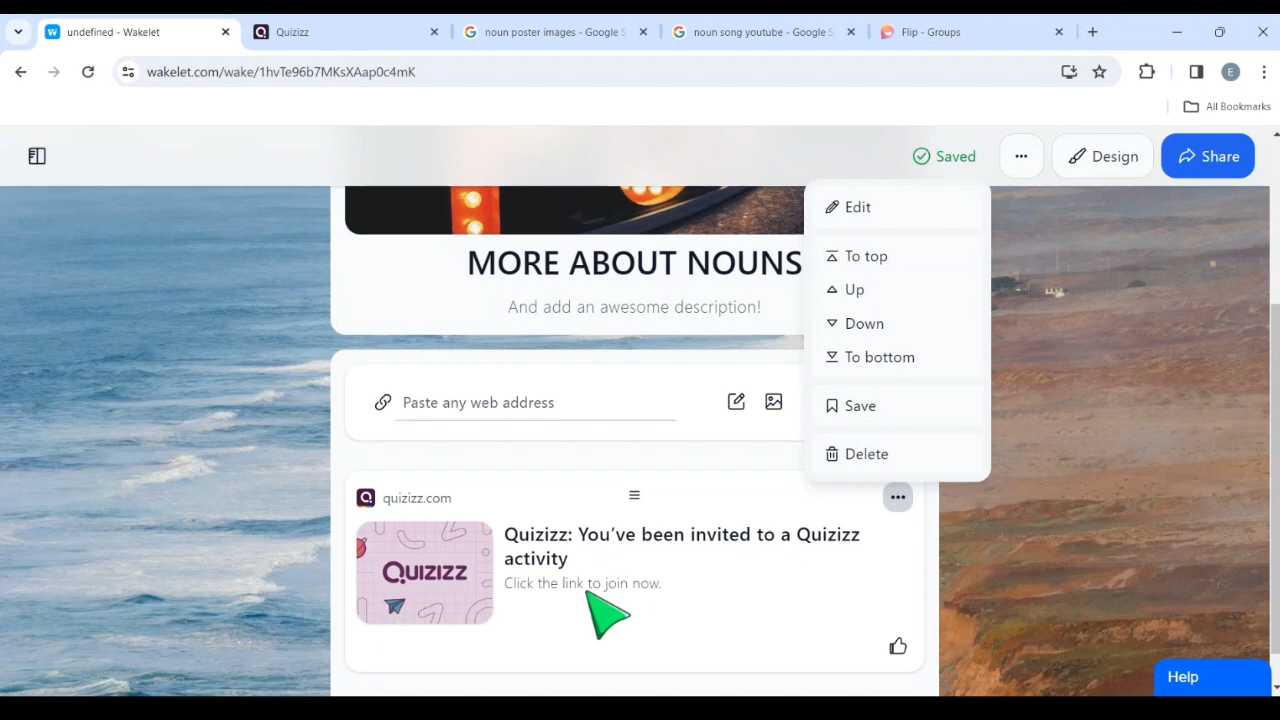 undefined - Wakelet
Quizizz
noun poster images - Google S
noun song youtube - Google S
Flip - Groups
wakelet.com/wake/1hvTe96b7MKsXAap0c4mK
E
All Bookmarks
Saved
Design
Share
MORE ABOUT NOUNS
And add an awesome description!
Edit
To top
Up
Down
To bottom
Save
Delete
Paste any web address
quizizz.com
QUIZIZZ
Quizizz: You've been invited to a Quizizz
activity
Click the link to join now.
Help